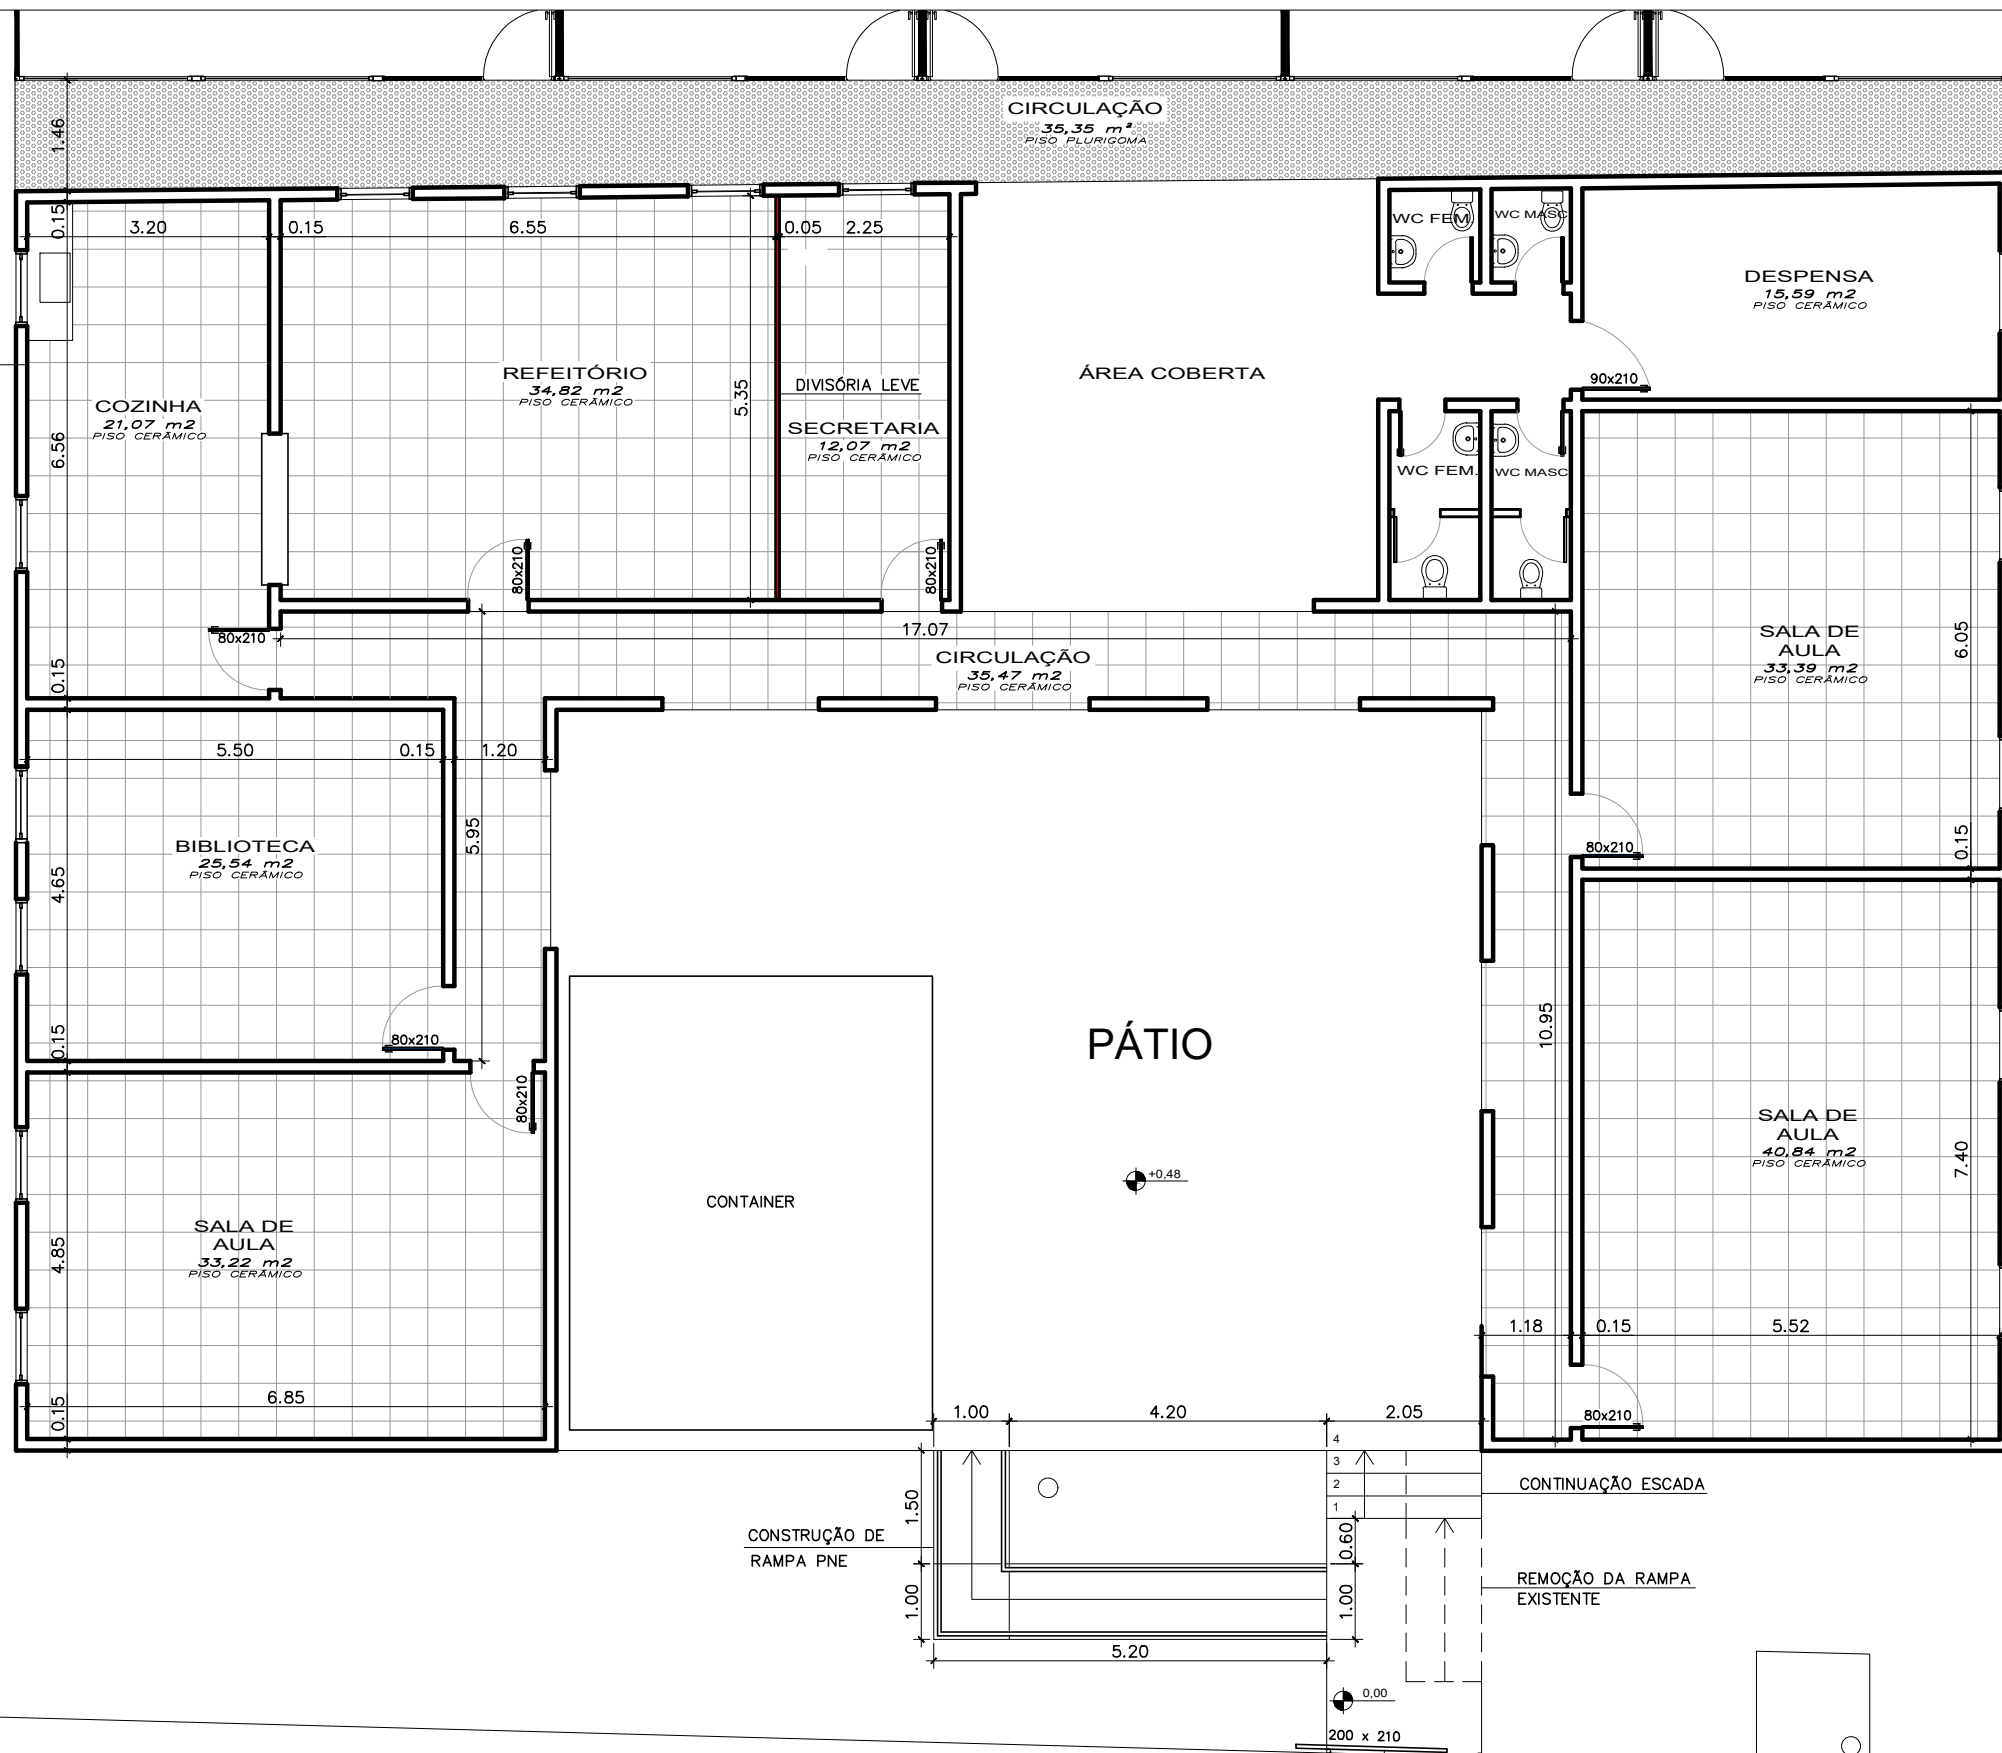 CIRCULAÇÃO
35,35 m²
PISO PLURIGOMA
1.46
0.15
3.20
0.15
6.55
0.05
2.25
WC FEM.
WC MASC
DESPENSA
15,59 m2
PISO CERÂMICO
90x210
COZINHA
21,07 m2
PISO CERÂMICO
6.56
REFEITÓRIO
34,82 m2
PISO CERÂMICO
5.35
DIVISÓRIA LEVE
SECRETARIA
12,07 m2
PISO CERÂMICO
ÁREA COBERTA
WC FEM.
WC MASC
80x210
80x210
80x210
0.15
17.07
CIRCULAÇÃO
35,47 m2
PISO CERÂMICO
SALA DE
AULA
33,39 m2
PISO CERÂMICO
6.05
5.50
0.15
1.20
5.95
BIBLIOTECA
25,54 m2
PISO CERÂMICO
4.65
0.15
80x210
80x210
0.15
80x210
PÁTIO
10.95
CONTAINER
+0,48
SALA DE
AULA
40,84 m2
PISO CERÂMICO
7.40
SALA DE
AULA
33,22 m2
PISO CERÂMICO
4.85
6.85
0.15
1.18
0.15
5.52
80x210
1.00
4.20
2.05
4
3
2
1
1.50
0.60
CONTINUAÇÃO ESCADA
CONSTRUÇÃO DE
RAMPA PNE
1.00
1.00
REMOÇÃO DA RAMPA
EXISTENTE
5.20
0,00
200 x 210